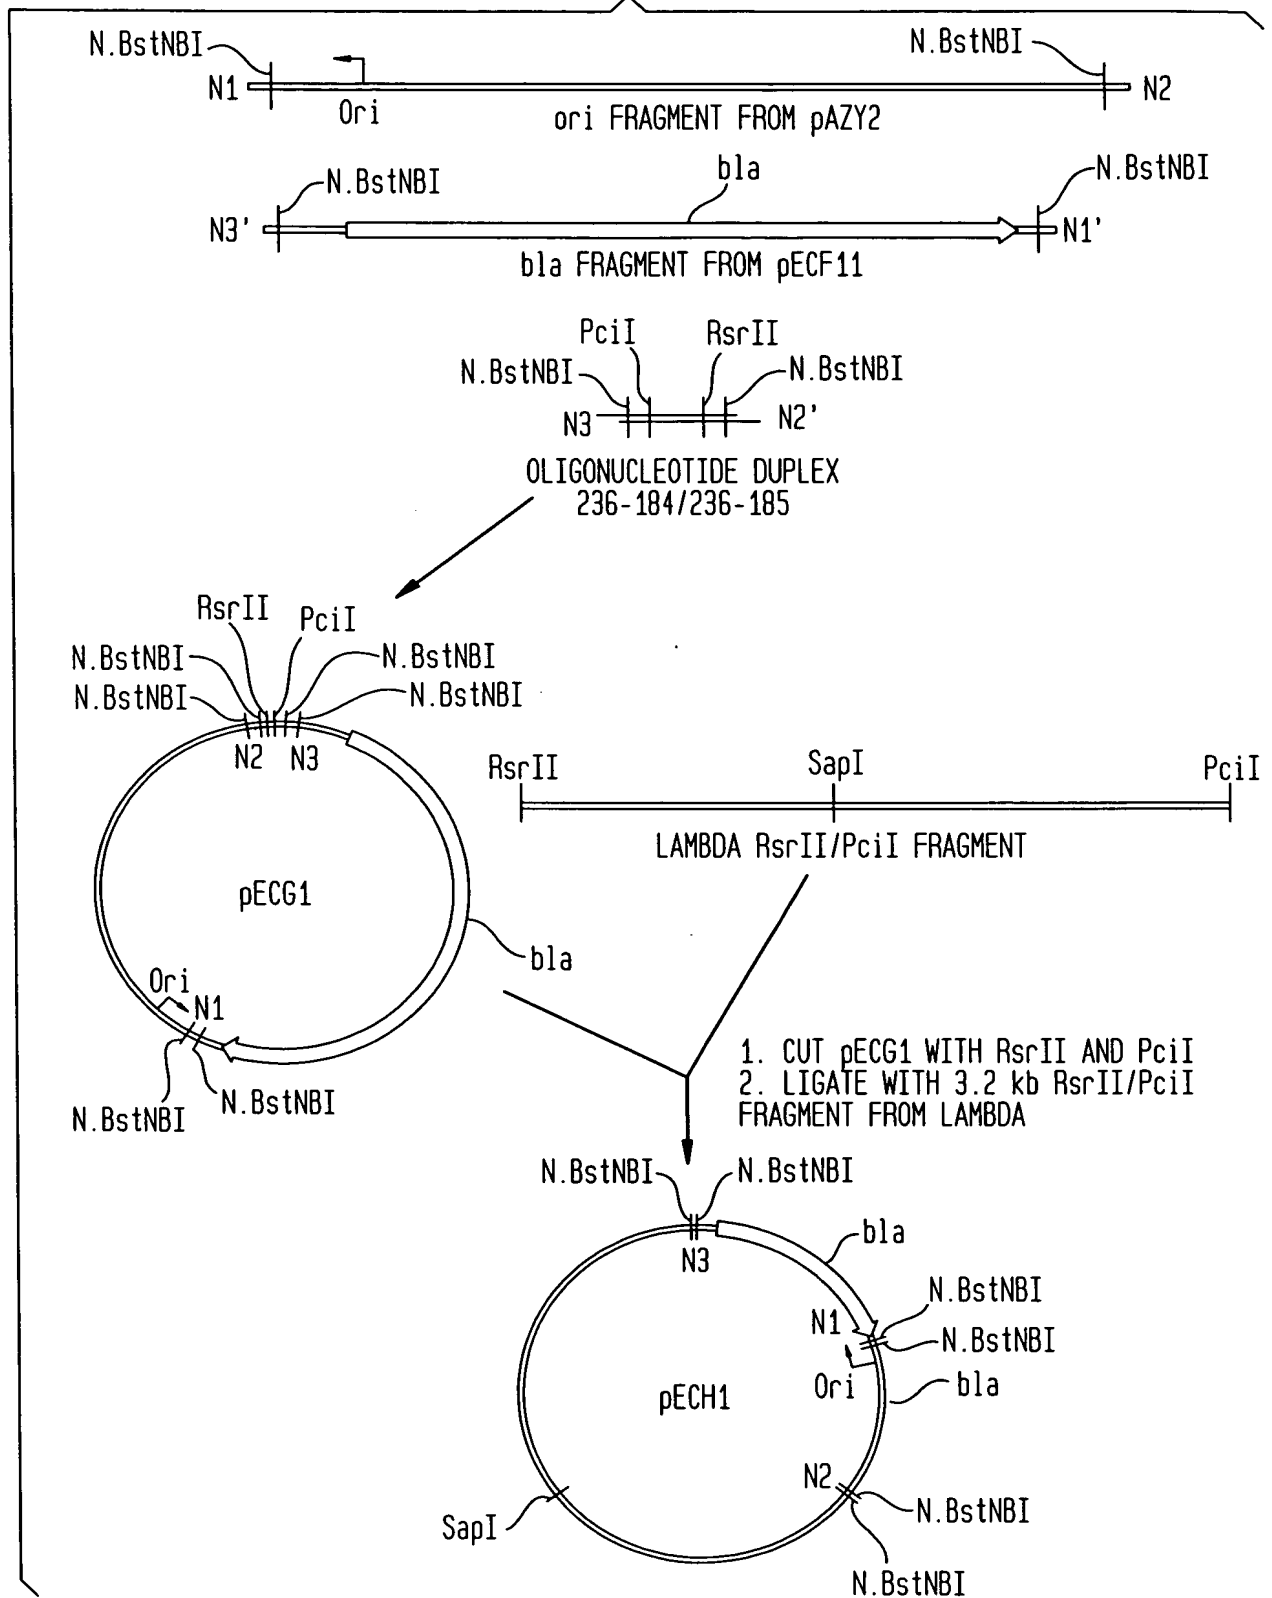 N.BstNBI
N.BstNBI
N1
Ori
N2
ori FRAGMENT FROM pAZY2
bla
N.BstNBI
N.BstNBI
N3'
N1'
bla FRAGMENT FROM pECF11
PciI
RsrII
N.BstNBI
N.BstNBI
N3
N2'
OLIGONUCLEOTIDE DUPLEX
236-184/236-185
RsrII
PciI
N.BstNBI
N.BstNBI
N.BstNBI
N.BstNBI
N2
N3
RsrII
SapI
PciI
LAMBDA RsrII/PciI FRAGMENT
pECG1
bla
Ori
N1
N.BstNBI
N.BstNBI
1. CUT pECG1 WITH RsrII AND PciI
2. LIGATE WITH 3.2 kb RsrII/PciI
FRAGMENT FROM LAMBDA
N.BstNBI
N.BstNBI
N3
bla
N.BstNBI
N1
N.BstNBI
Ori
bla
pECH1
N2
N.BstNBI
SapI
N.BstNBI